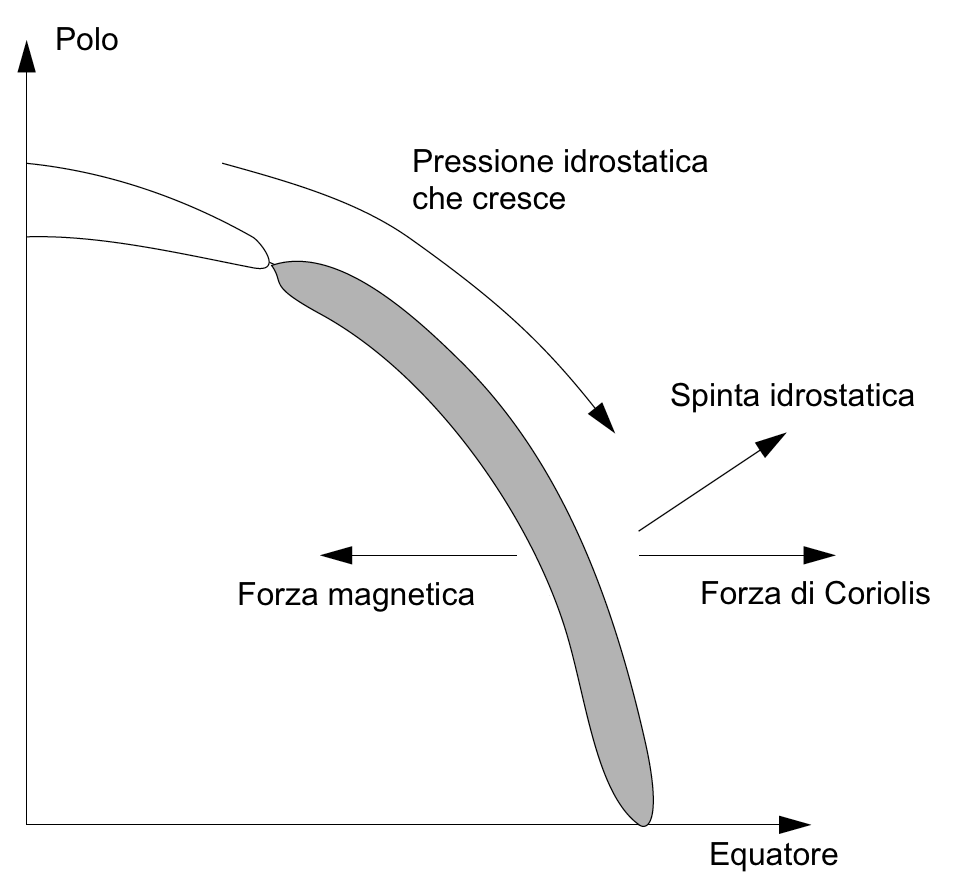 Polo
Pressione idrostatica
che cresce
Spinta idrostatica
Forza magnetica
Forza di Coriolis
Equatore